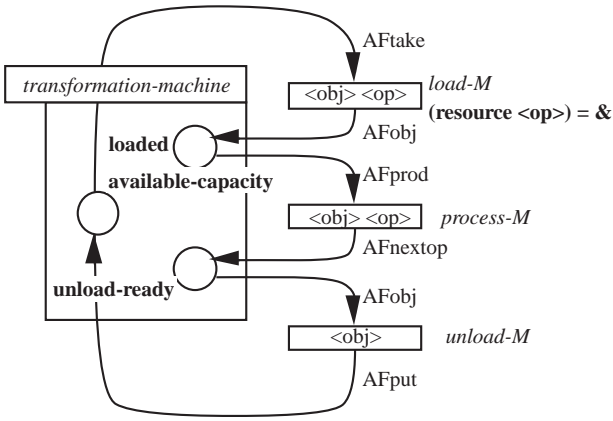 AFtake
transformation-machine
load-M
<obj> <op>
(resource <op>) = &
AFobj
loaded
available-capacity
AFprod
<obj> <op>
process-M
AFnextop
unload-ready
AFobj
<obj>
unload-M
AFput